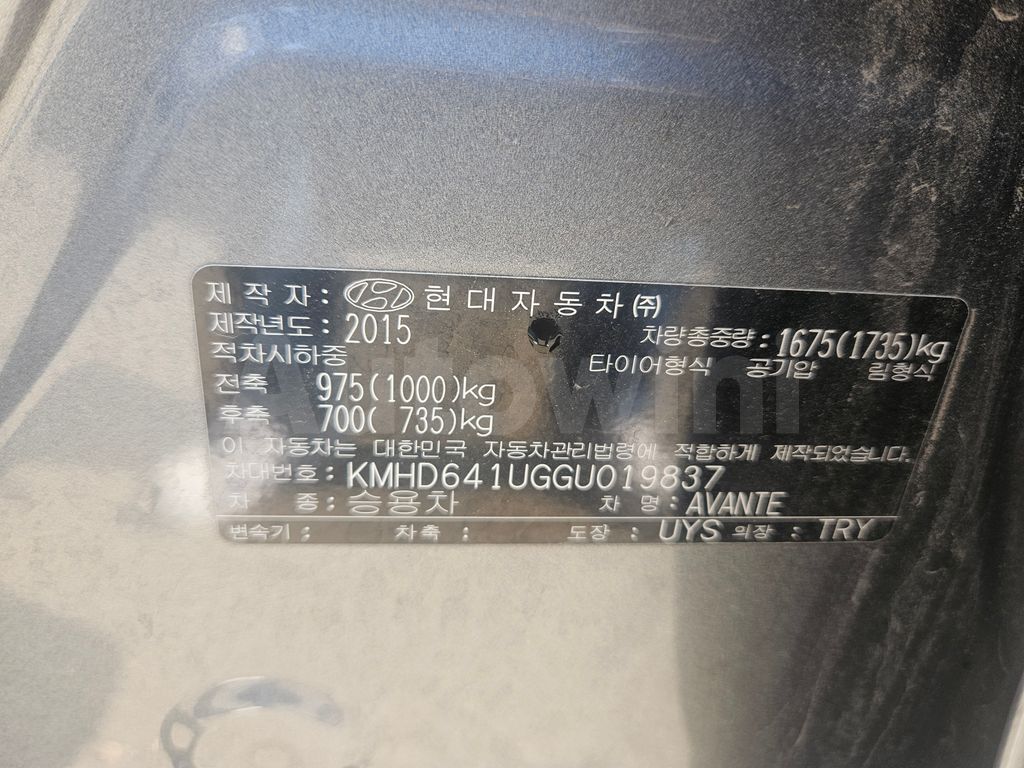 제 작 자 : 현대자동차㈜
제작년도 : 2015 차량총중량 : 1675(1735)kg
적차시하중 타이어형식 공기압 림형식
전축 975(1000)kg
후축 700( 735)kg
이 자동차는 대한민국 자동차관리법령에 적합하게 제작되었습니다.
차대번호 : KMHD641UGGU019837
차 종 : 승용차 차 명 : AVANTE
변속기 : 차축 : 도장 : UYS 의장 : TRY
Autowini